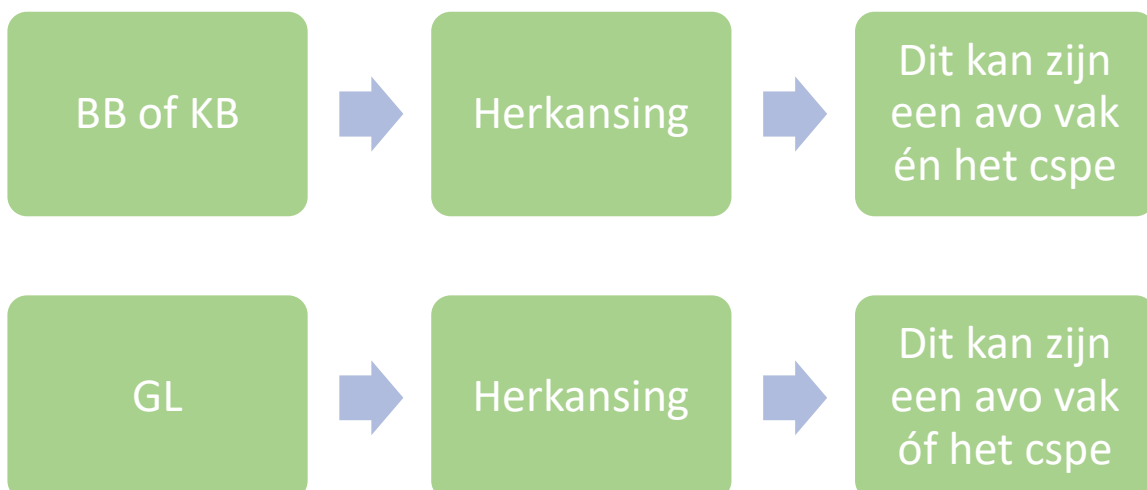 BB of KB
Herkansing
Dit kan zijn
een avo vak
én het cspe
GL
Herkansing
Dit kan zijn
een avo vak
óf het cspe